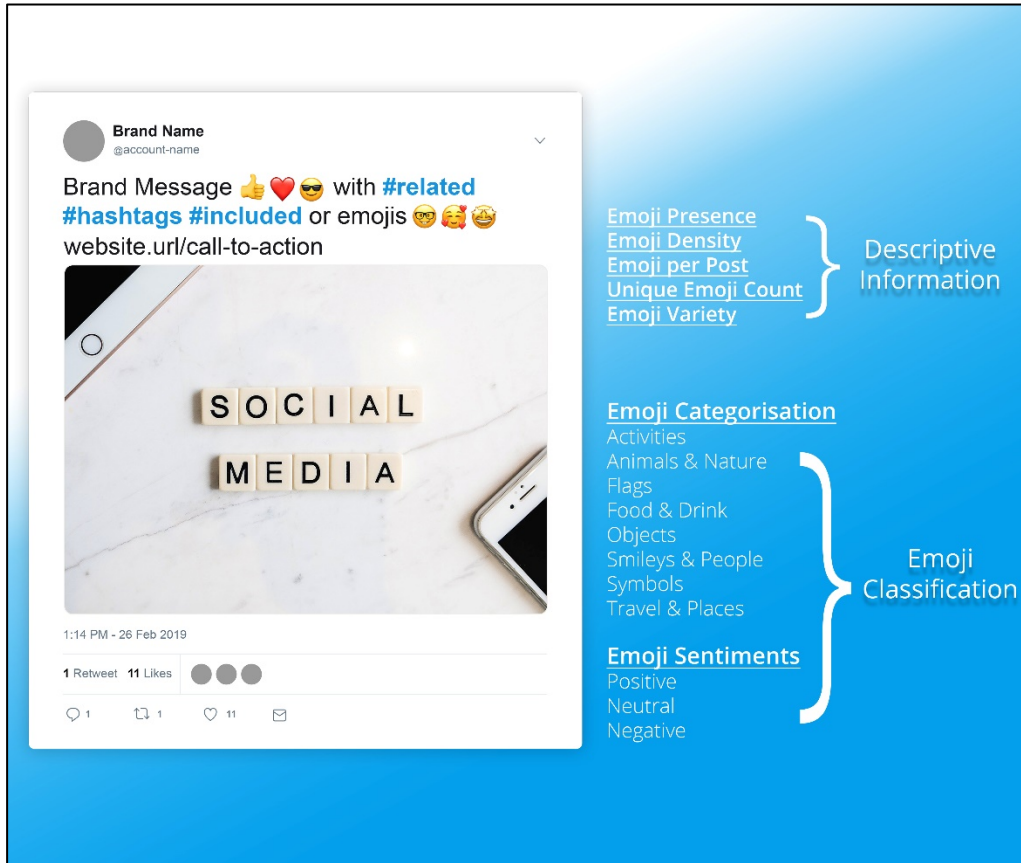 Brand Name
@account-name
Brand Message 👍❤️😎 with #related
#hashtags #included or emojis 🤓🥰🤩
website.url/call-to-action
SOCIAL
MEDIA
1:14 PM - 26 Feb 2019
1 Retweet 11 Likes
1 1 11
Emoji Presence
Emoji Density
Emoji per Post
Unique Emoji Count
Emoji Variety
Descriptive
Information
Emoji Categorisation
Activities
Animals & Nature
Flags
Food & Drink
Objects
Smileys & People
Symbols
Travel & Places
Emoji Sentiments
Positive
Neutral
Negative
Emoji
Classification